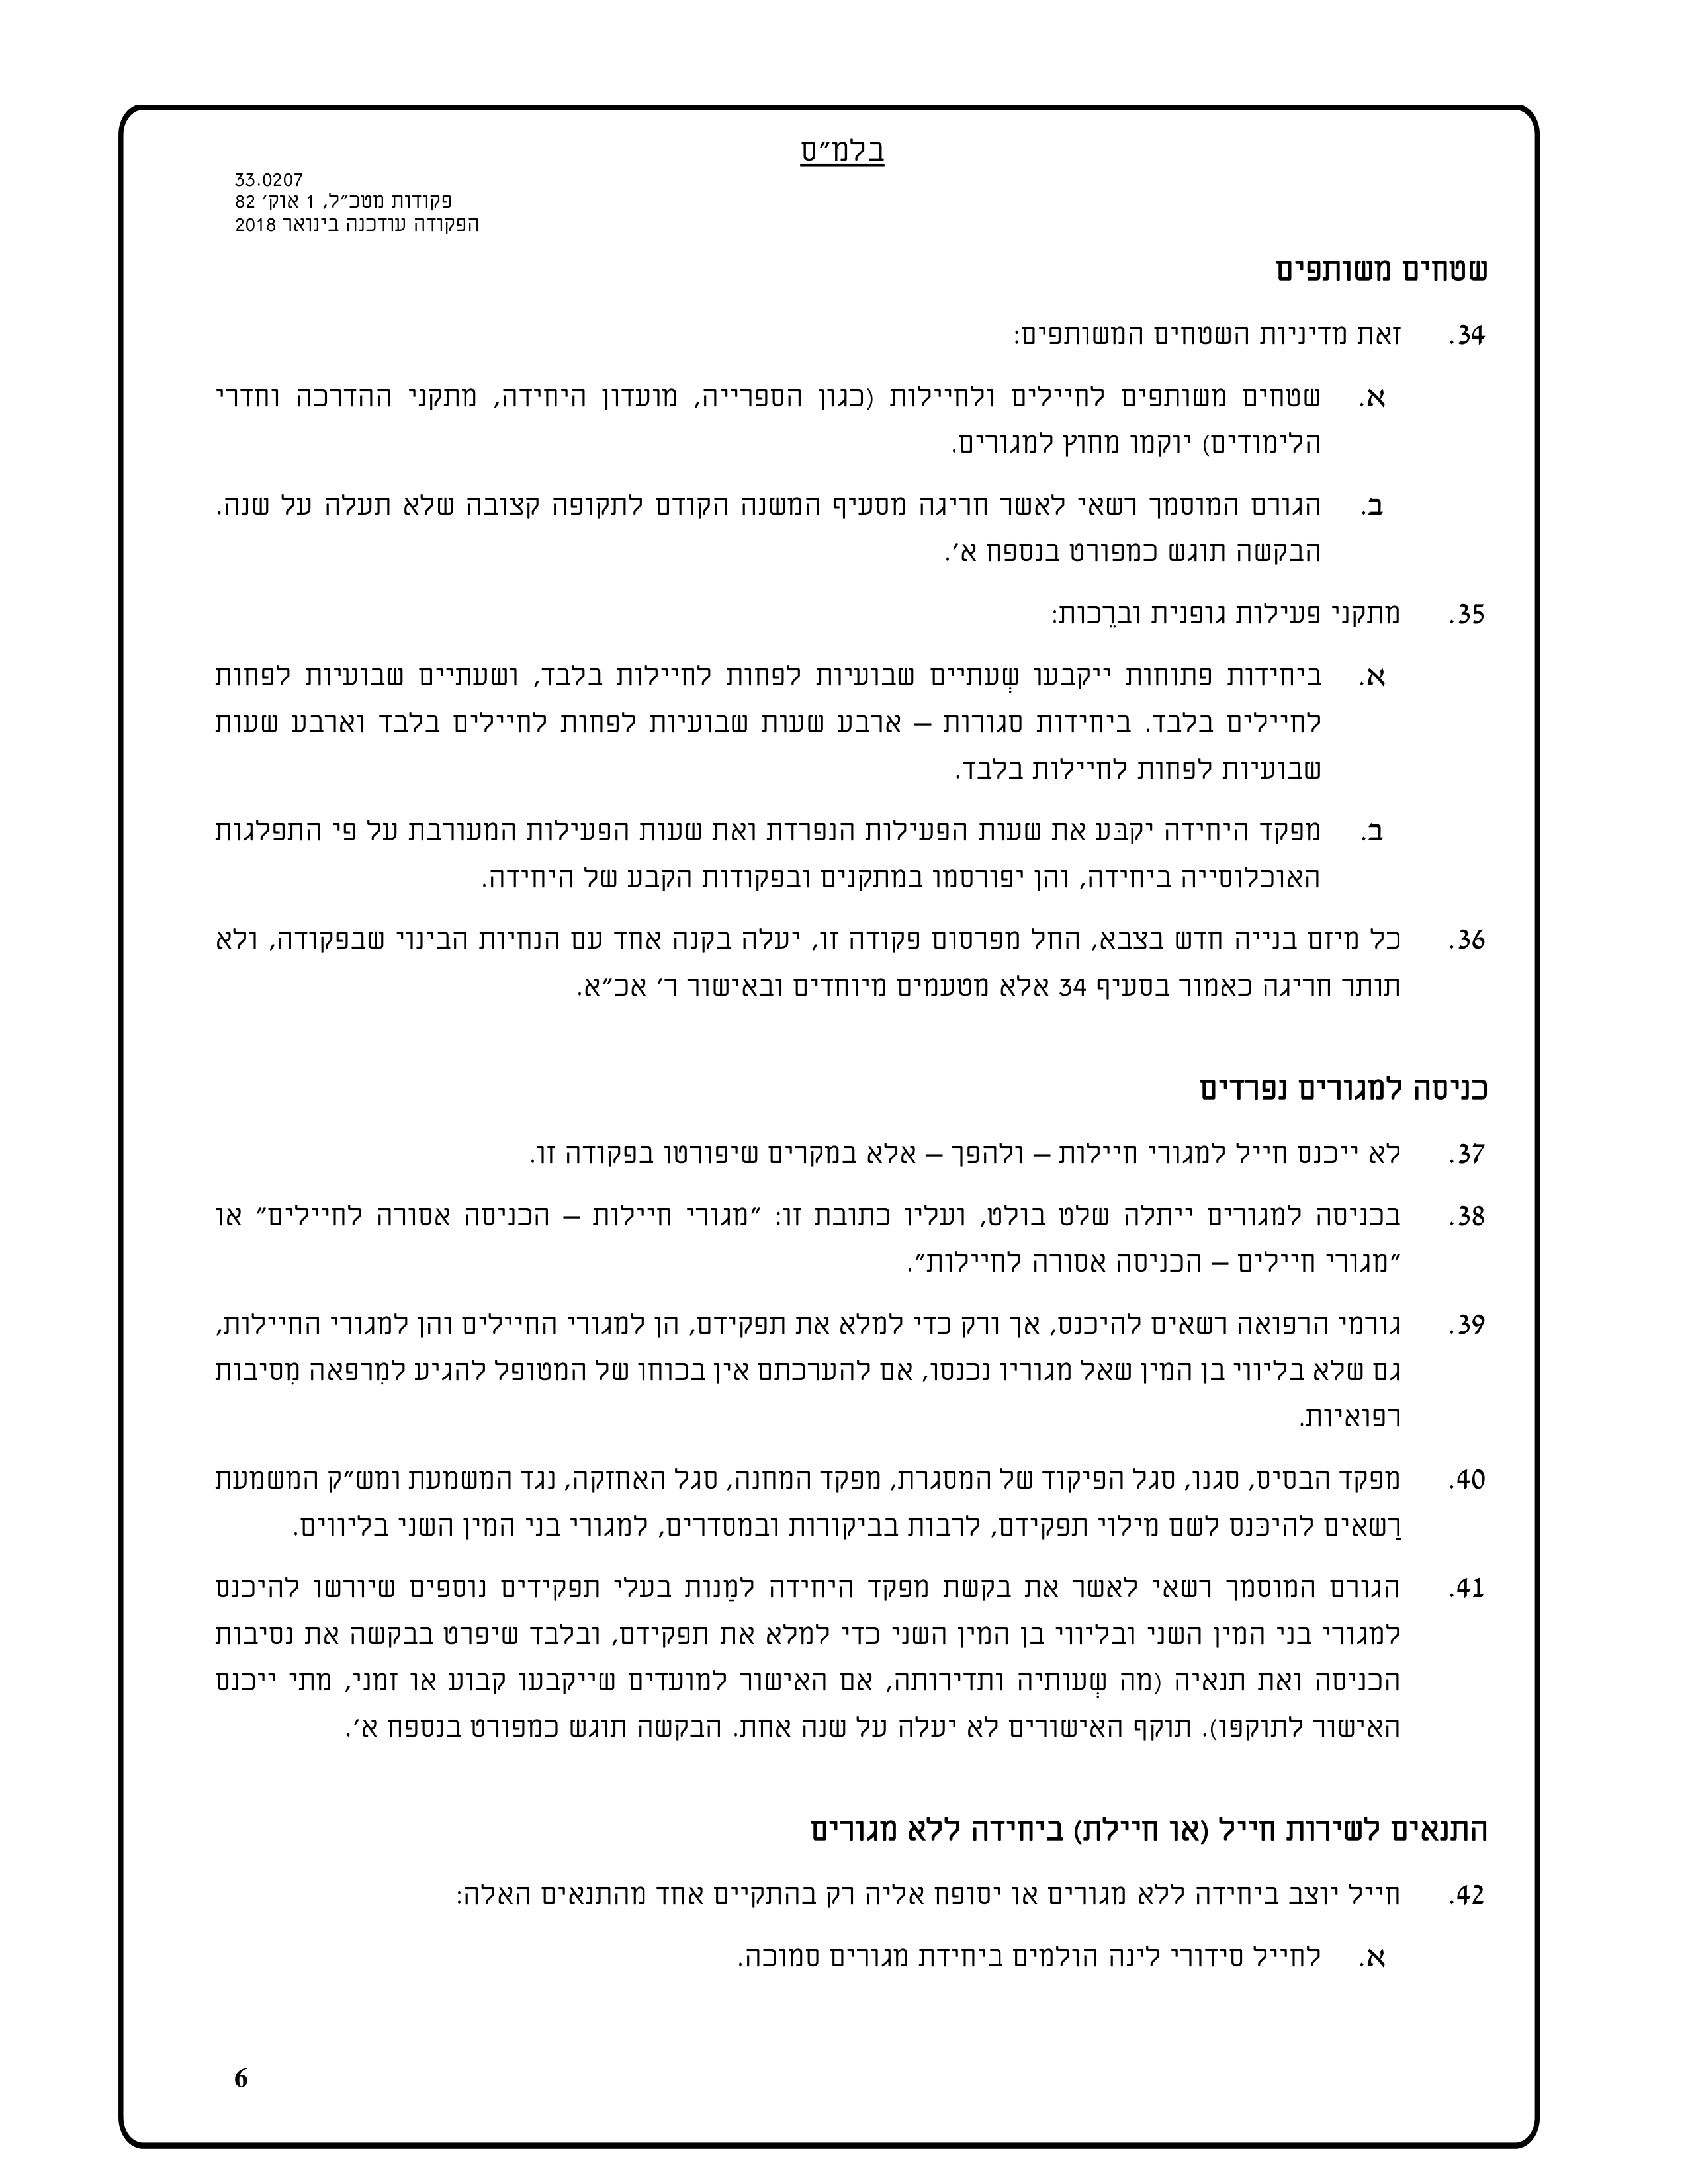 בלמ"ס
33.0207
פקודות מטכ"ל, 1 אוק' 82
הפקודה עודכנה בינואר 2018
שטחים משותפים
34. זאת מדיניות השטחים המשותפים:
א. שטחים משותפים לחיילים ולחיילות (כגון הספרייה, מועדון היחידה, מתקני ההדרכה וחדרי
הלימודים) יוקמו מחוץ למגורים.
ב. הגורם המוסמך רשאי לאשר חריגה מסעיף המשנה הקודם לתקופה קצובה שלא תעלה על שנה.
הבקשה תוגש כמפורט בנספח א'.
35. מתקני פעילות גופנית וברֵכות:
א. ביחידות פתוחות ייקבעו שְעתיים שבועיות לפחות לחיילות בלבד, ושעתיים שבועיות לפחות
לחיילים בלבד. ביחידות סגורות – ארבע שעות שבועיות לפחות לחיילים בלבד וארבע שעות
שבועיות לפחות לחיילות בלבד.
ב. מפקד היחידה יקבּע את שעות הפעילות הנפרדת ואת שעות הפעילות המעורבת על פי התפלגות
האוכלוסייה ביחידה, והן יפורסמו במתקנים ובפקודות הקבע של היחידה.
36. כל מיזם בנייה חדש בצבא, החל מפרסום פקודה זו, יעלה בקנה אחד עם הנחיות הבינוי שבפקודה, ולא
תותר חריגה כאמור בסעיף 34 אלא מטעמים מיוחדים ובאישור ר' אכ"א.
כניסה למגורים נפרדים
37. לא ייכנס חייל למגורי חיילות – ולהפך – אלא במקרים שיפורטו בפקודה זו.
38. בכניסה למגורים ייתלה שלט בולט, ועליו כתובת זו: "מגורי חיילות – הכניסה אסורה לחיילים" או
"מגורי חיילים – הכניסה אסורה לחיילות".
39. גורמי הרפואה רשאים להיכנס, אך ורק כדי למלא את תפקידם, הן למגורי החיילים והן למגורי החיילות,
גם שלא בליווי בן המין שאל מגוריו נכנסו, אם להערכתם אין בכוחו של המטופל להגיע למִרפאה מִסיבות
רפואיות.
40. מפקד הבסיס, סגנו, סגל הפיקוד של המסגרת, מפקד המחנה, סגל האחזקה, נגד המשמעת ומש"ק המשמעת
רַשאים להיכּנס לשם מילוי תפקידם, לרבות בביקורות ובמסדרים, למגורי בני המין השני בליווים.
41. הגורם המוסמך רשאי לאשר את בקשת מפקד היחידה למַנות בעלי תפקידים נוספים שיורשו להיכנס
למגורי בני המין השני ובליווי בן המין השני כדי למלא את תפקידם, ובלבד שיפרט בבקשה את נסיבות
הכניסה ואת תנאיה (מה שְעותיה ותדירותה, אם האישור למועדים שייקבעו קבוע או זמני, מתי ייכנס
האישור לתוקפּו). תוקף האישורים לא יעלה על שנה אחת. הבקשה תוגש כמפורט בנספח א'.
התנאים לשירות חייל (או חיילת) ביחידה ללא מגורים
42. חייל יוצב ביחידה ללא מגורים או יסופח אליה רק בהתקיים אחד מהתנאים האלה:
א. לחייל סידורי לינה הולמים ביחידת מגורים סמוכה.
6